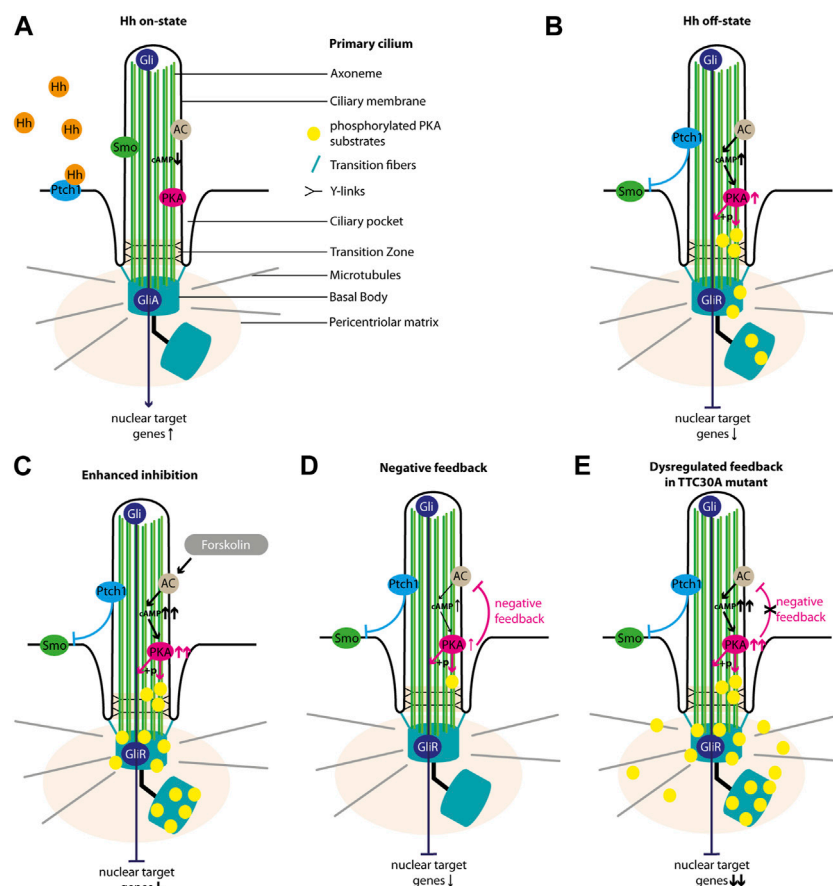 A
Hh on-state
Gli
Hh
Hh
Hh
Hh
Hh
Ptch1
Smo
AC
cAMP↓
PKA
GliA
nuclear target
genes↑
Primary cilium
Axoneme
Ciliary membrane
phosphorylated PKA
substrates
Transition fibers
Y-links
Ciliary pocket
Transition Zone
Microtubules
Basal Body
Pericentriolar matrix
B
Hh off-state
Gli
Ptch1
AC
cAMP↑
Smo
PKA↑
+p
GliR
nuclear target
genes↓
C
Enhanced inhibition
Gli
Forskolin
Ptch1
AC
cAMP↑↑
Smo
PKA↑↑
+p
GliR
nuclear target
D
Negative feedback
Gli
Ptch1
AC
cAMP↑
negative
feedback
Smo
PKA↑
+p
GliR
nuclear target
genes↓
E
Dysregulated feedback
in TTC30A mutant
Gli
Ptch1
AC
cAMP↑↑
negative
feedback
Smo
PKA↑↑
+p
GliR
nuclear target
genes↓↓